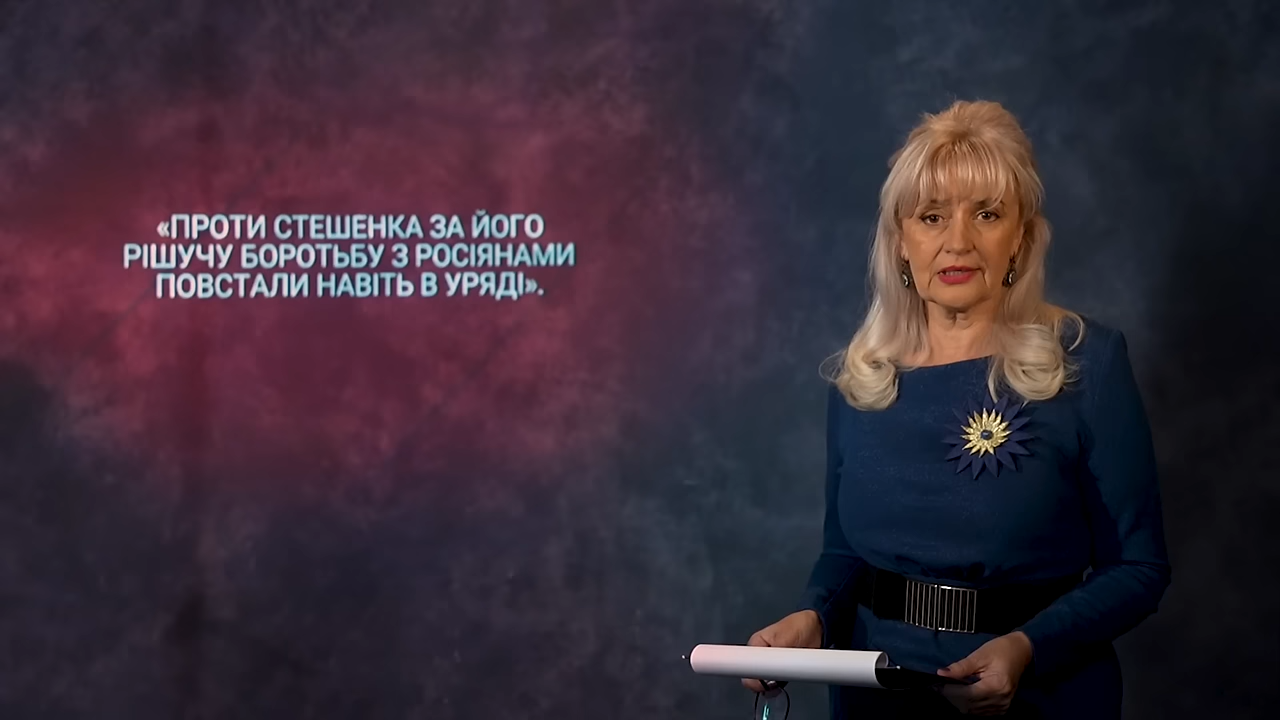 «ПРОТИ СТЕШЕНКА ЗА ЙОГО
РІШУЧУ БОРОТЬБУ З РОСІЯНАМИ
ПОВСТАЛИ НАВІТЬ В УРЯДІ».